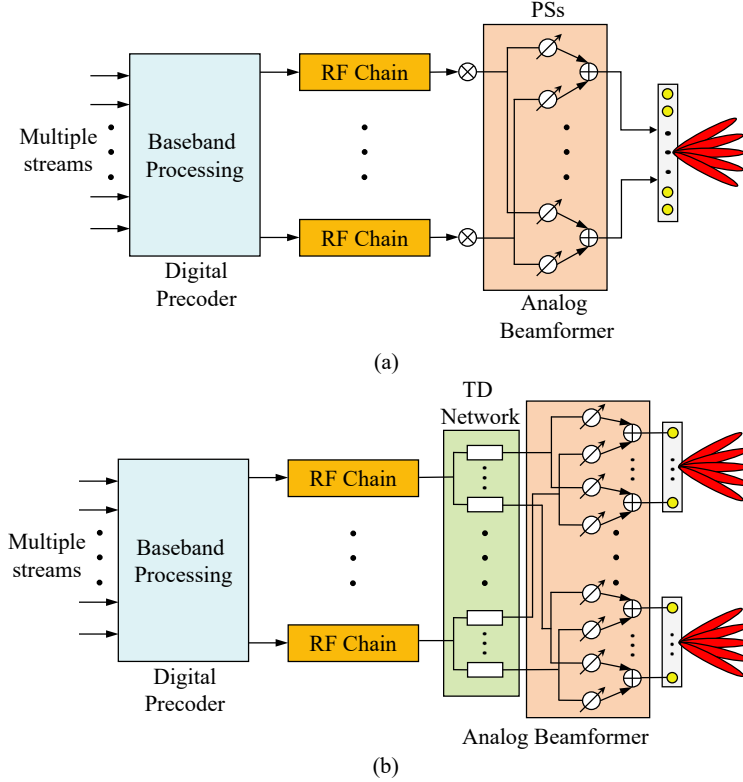 PSs
RF Chain
Multiple
streams
Baseband
Processing
RF Chain
Digital
Precoder
Analog
Beamformer
(a)
TD
Network
RF Chain
Multiple
streams
Baseband
Processing
RF Chain
Digital
Precoder
Analog Beamformer
(b)